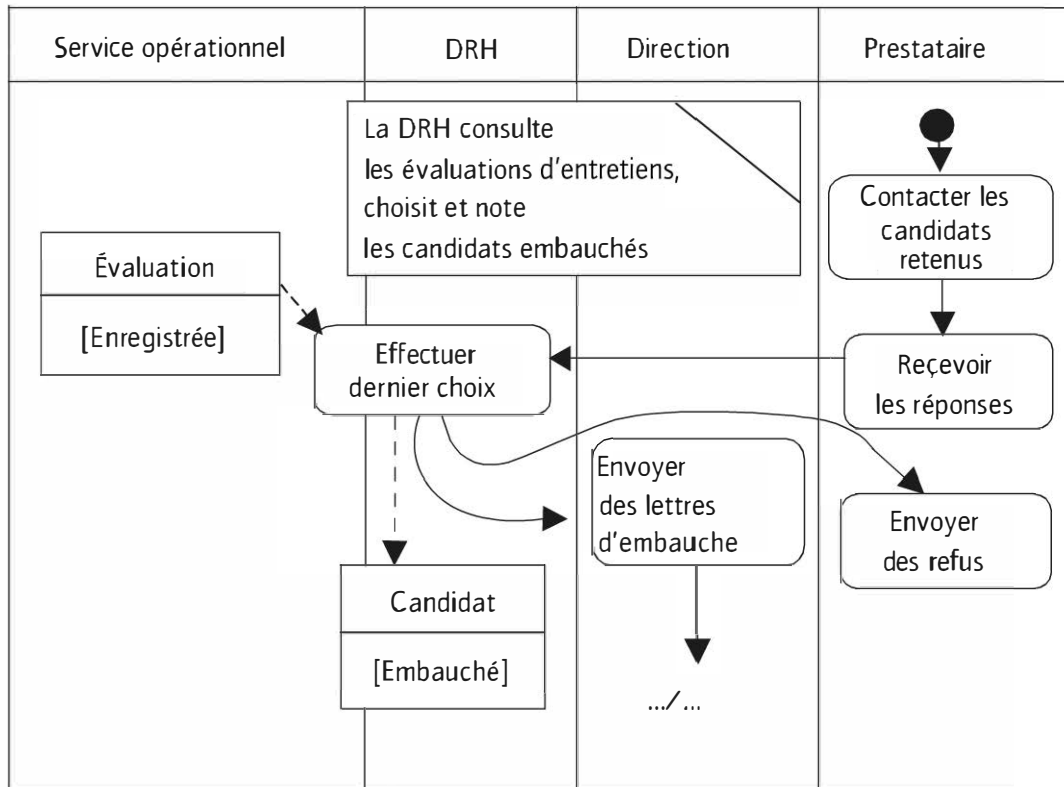 Service opérationnel
DRH
Direction
Prestataire
La DRH consulte
les évaluations d'entretiens,
choisit et note
les candidats embauchés
Contacter les
candidats
retenus
Évaluation
[Enregistrée]
Effectuer
dernier choix
Reçevoir
les réponses
Envoyer
des lettres
d'embauche
Envoyer
des refus
Candidat
[Embauché]
.../ ...